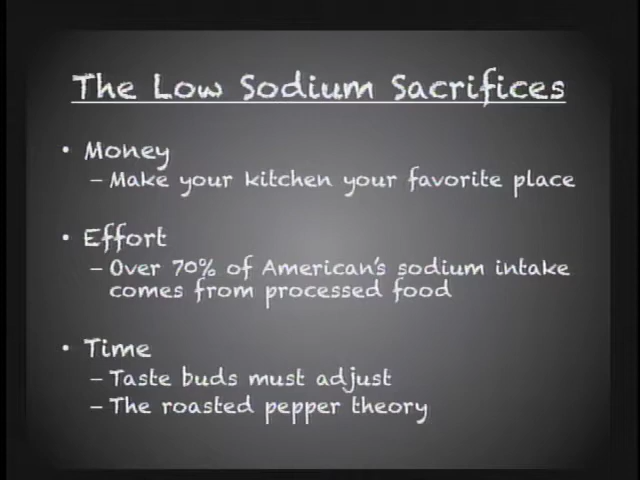 The Low Sodium Sacrifices
• Money
– Make your kitchen your favorite place
• Effort
– Over 70% of American's sodium intake
comes from processed food
• Time
– Taste buds must adjust
– The roasted pepper theory